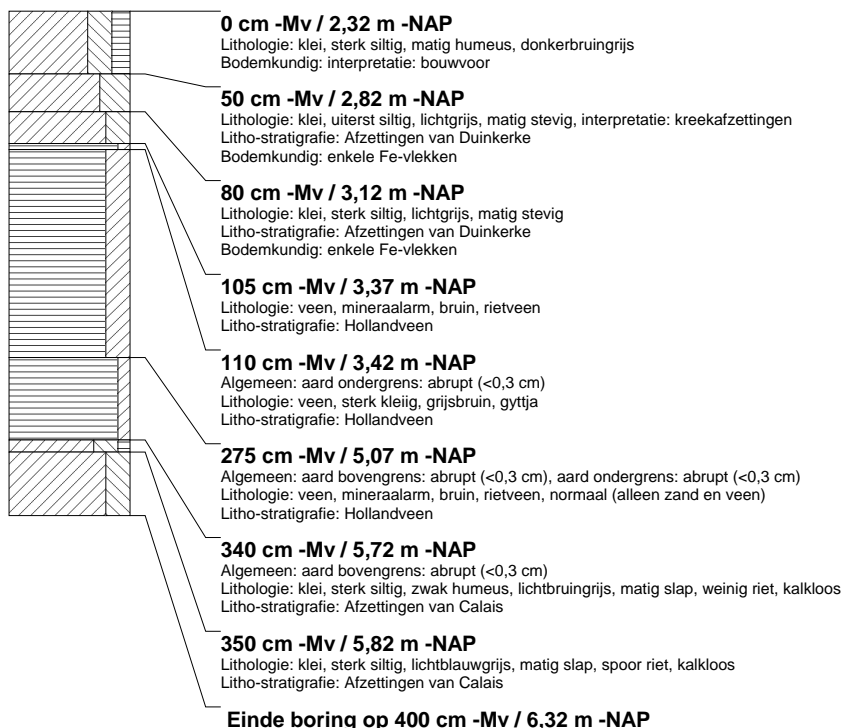 0 cm -Mv / 2,32 m -NAP
Lithologie: klei, sterk siltig, matig humeus, donkerbruingrijs
Bodemkundig: interpretatie: bouwvoor
50 cm -Mv / 2,82 m -NAP
Lithologie: klei, uiterst siltig, lichtgrijs, matig stevig, interpretatie: kreekafzettingen
Litho-stratigrafie: Afzettingen van Duinkerke
Bodemkundig: enkele Fe-vlekken
80 cm -Mv / 3,12 m -NAP
Lithologie: klei, sterk siltig, lichtgrijs, matig stevig
Litho-stratigrafie: Afzettingen van Duinkerke
Bodemkundig: enkele Fe-vlekken
105 cm -Mv / 3,37 m -NAP
Lithologie: veen, mineraalarm, bruin, rietveen
Litho-stratigrafie: Hollandveen
110 cm -Mv / 3,42 m -NAP
Algemeen: aard ondergrens: abrupt (<0,3 cm)
Lithologie: veen, sterk kleiig, grijsbruin, gyttja
Litho-stratigrafie: Hollandveen
275 cm -Mv / 5,07 m -NAP
Algemeen: aard bovengrens: abrupt (<0,3 cm), aard ondergrens: abrupt (<0,3 cm)
Lithologie: veen, mineraalarm, bruin, rietveen, normaal (alleen zand en veen)
Litho-stratigrafie: Hollandveen
340 cm -Mv / 5,72 m -NAP
Algemeen: aard bovengrens: abrupt (<0,3 cm)
Lithologie: klei, sterk siltig, zwak humeus, lichtbruingrijs, matig slap, weinig riet, kalkloos
Litho-stratigrafie: Afzettingen van Calais
350 cm -Mv / 5,82 m -NAP
Lithologie: klei, sterk siltig, lichtblauwgrijs, matig slap, spoor riet, kalkloos
Litho-stratigrafie: Afzettingen van Calais
Einde boring op 400 cm -Mv / 6,32 m -NAP